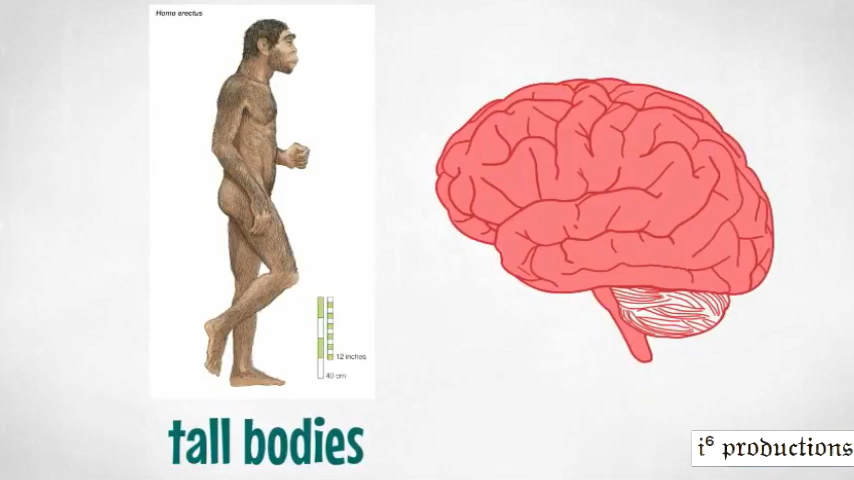 Homo erectus
12 inches
40 cm
tall bodies
i⁶ productions